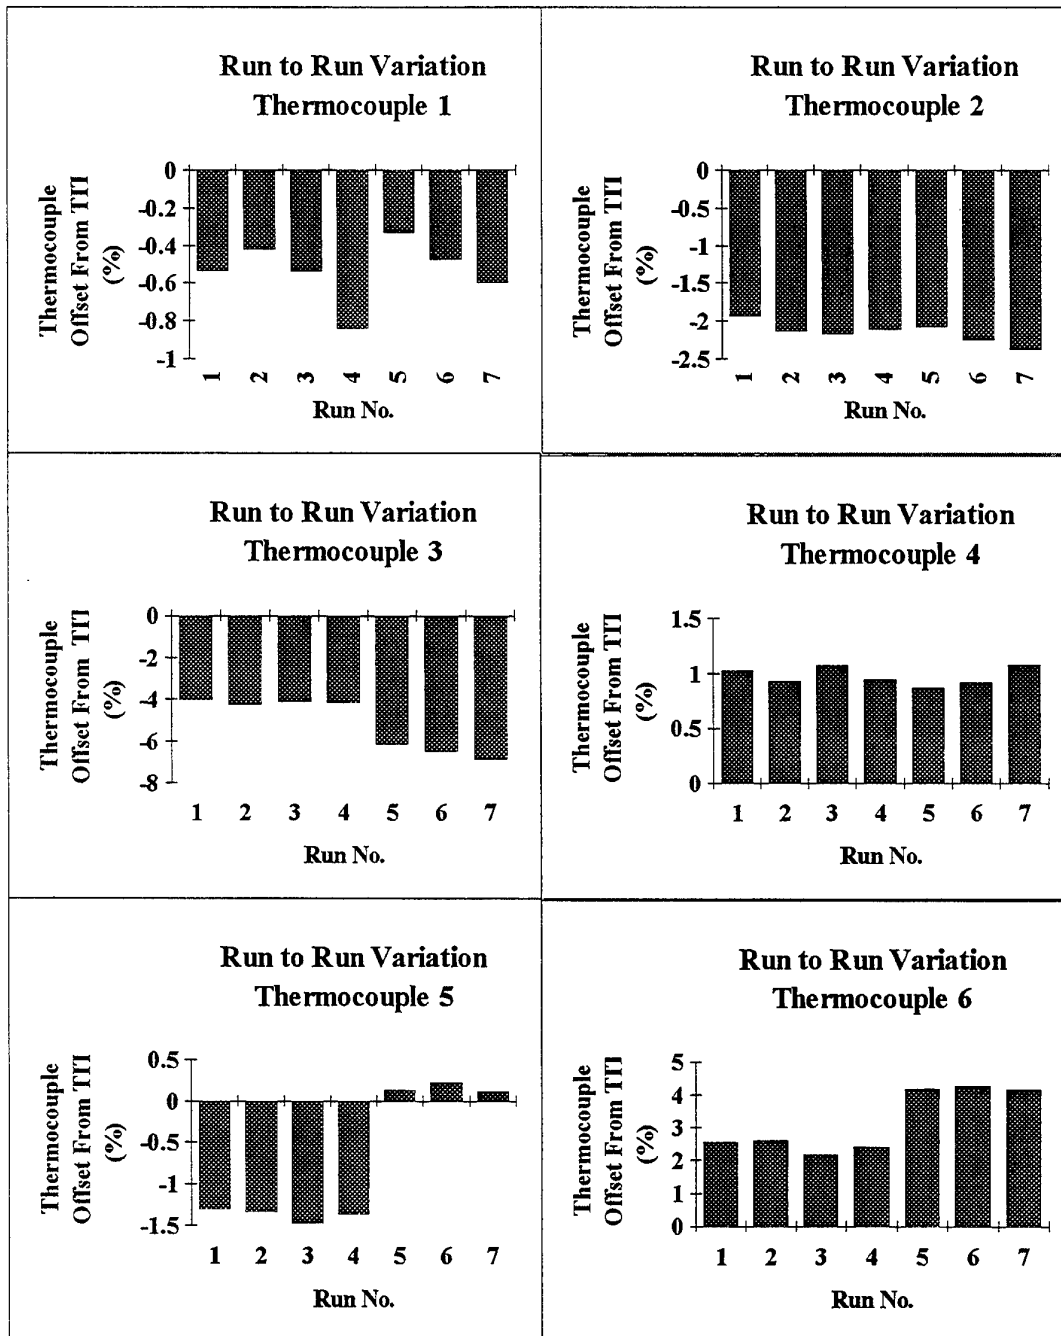 Run to Run Variation
Thermocouple 1
Thermocouple
Offset From TIT
(%)
0
-0.2
-0.4
-0.6
-0.8
-1
1 2 3 4 5 6 7
Run No.
Run to Run Variation
Thermocouple 2
Thermocouple
Offset From TIT
(%)
0
-0.5
-1
-1.5
-2
-2.5
1 2 3 4 5 6 7
Run No.
Run to Run Variation
Thermocouple 3
Thermocouple
Offset From TIT
(%)
0
-2
-4
-6
-8
1 2 3 4 5 6 7
Run No.
Run to Run Variation
Thermocouple 4
Thermocouple
Offset From TIT
(%)
1.5
1
0.5
0
1 2 3 4 5 6 7
Run No.
Run to Run Variation
Thermocouple 5
Thermocouple
Offset From TIT
(%)
0.5
0
-0.5
-1
-1.5
1 2 3 4 5 6 7
Run No.
Run to Run Variation
Thermocouple 6
Thermocouple
Offset From TIT
(%)
5
4
3
2
1
0
1 2 3 4 5 6 7
Run No.